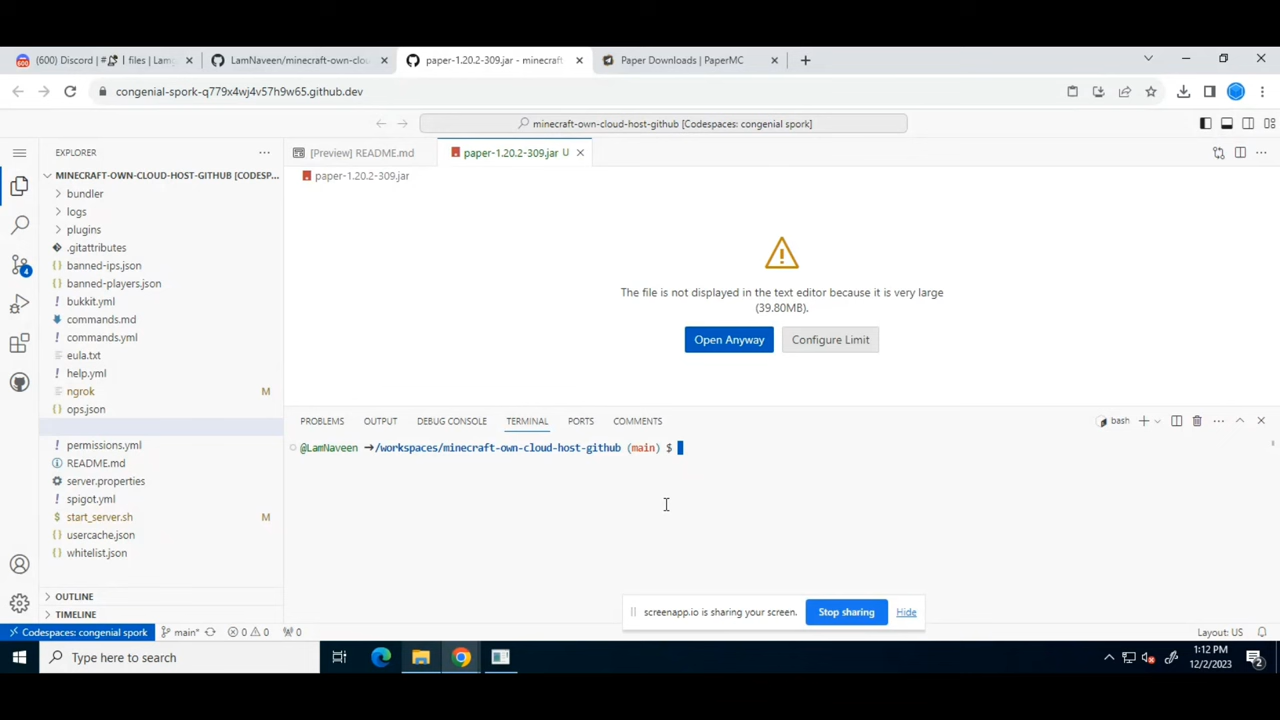 (600) Discord | #
l files | Lam
LamNaveen/minecraft-own-clo
paper-1.20.2-309.jar - minecraft
Paper Downloads | PaperMC
congenial-spork-q779x4wj4v57h9w65.github.dev
minecraft-own-cloud-host-github [Codespaces: congenial spork]
EXPLORER
[Preview] README.md
paper-1.20.2-309.jar U
MINECRAFT-OWN-CLOUD-HOST-GITHUB [CODESP...
paper-1.20.2-309.jar
bundler
logs
plugins
.gitattributes
banned-ips.json
banned-players.json
bukkit.yml
commands.md
commands.yml
eula.txt
help.yml
ngrok M
ops.json
permissions.yml
README.md
server.properties
spigot.yml
start_server.sh M
usercache.json
whitelist.json
OUTLINE
TIMELINE
The file is not displayed in the text editor because it is very large
(39.80MB).
Open Anyway
Configure Limit
PROBLEMS OUTPUT DEBUG CONSOLE TERMINAL PORTS COMMENTS
bash
@LamNaveen →/workspaces/minecraft-own-cloud-host-github (main) $
screenapp.io is sharing your screen.
Stop sharing
Hide
4
Codespaces: congenial spork
main*
0
0
0
Layout: US
Type here to search
1:12 PM
12/2/2023
2